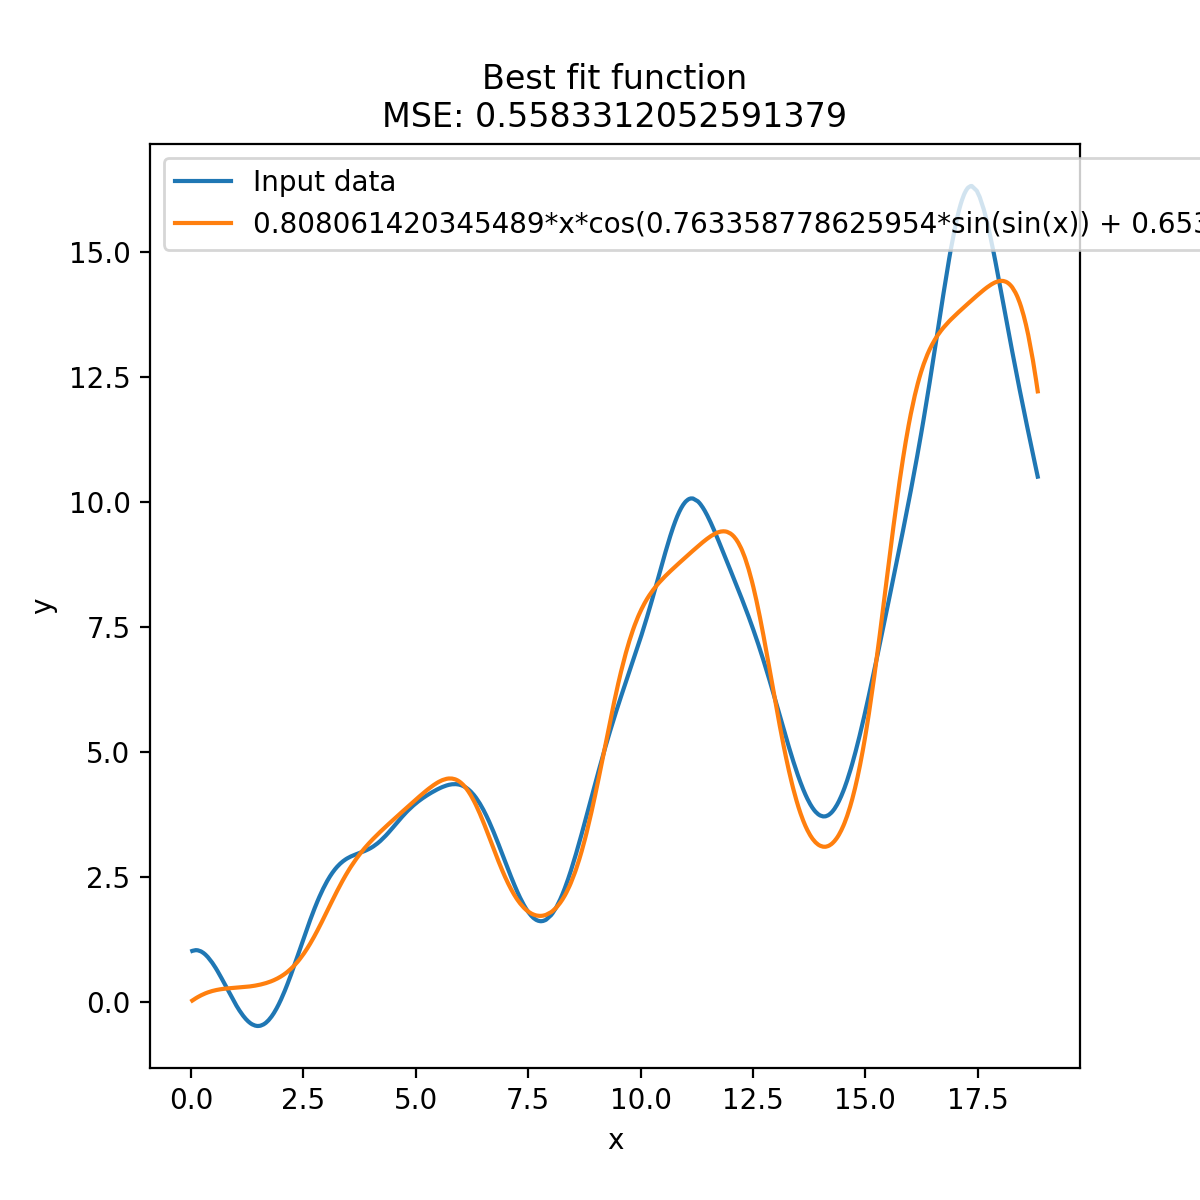 Best fit function
MSE: 0.5583312052591379
Input data
0.808061420345489*x*cos(0.763358778625954*sin(sin(x)) + 0.653
15.0
12.5
10.0
7.5
5.0
2.5
0.0
y
0.0 2.5 5.0 7.5 10.0 12.5 15.0 17.5
x